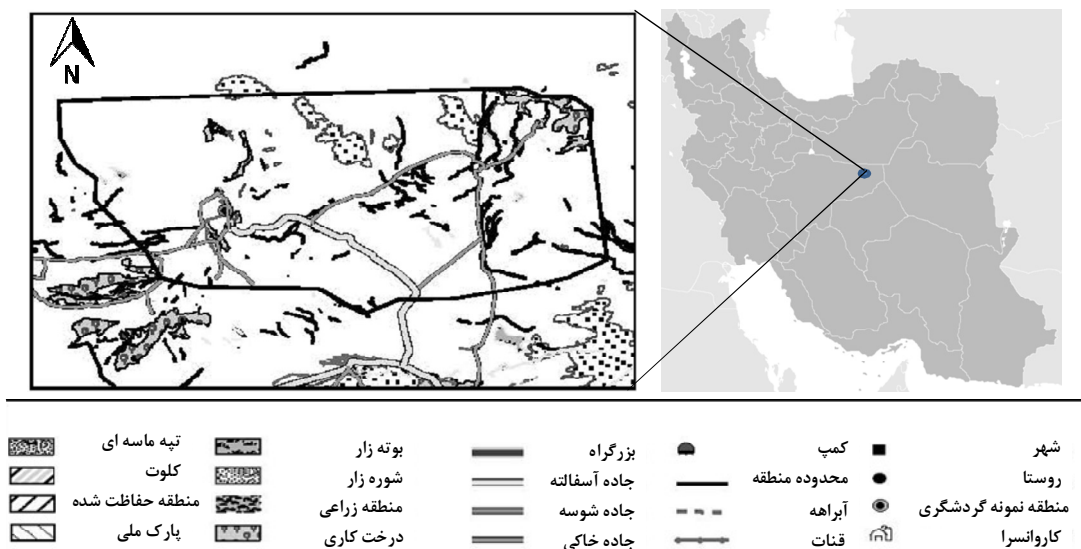 N
شهر
روستا
منطقه نمونه گردشگری
کاروانسرا
کمپ
محدوده منطقه
آبراهه
قنات
بزرگراه
جاده آسفالته
جاده شوسه
جاده خاکی
بوته زار
شوره زار
منطقه زراعی
درخت کاری
تپه ماسه ای
کلوت
منطقه حفاظت شده
پارک ملی